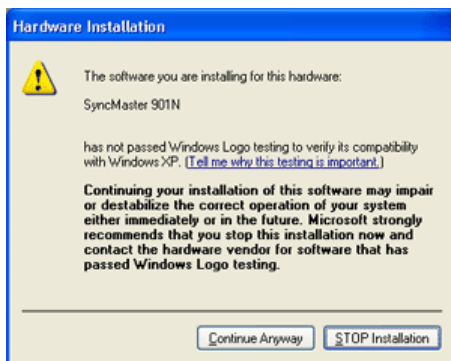 Hardware Installation
The software you are installing for this hardware:
SyncMaster 901N
has not passed Windows Logo testing to verify its compatibility
with Windows XP. (Tell me why this testing is important.)
Continuing your installation of this software may impair
or destabilize the correct operation of your system
either immediately or in the future. Microsoft strongly
recommends that you stop this installation now and
contact the hardware vendor for software that has
passed Windows Logo testing.
Continue Anyway STOP Installation